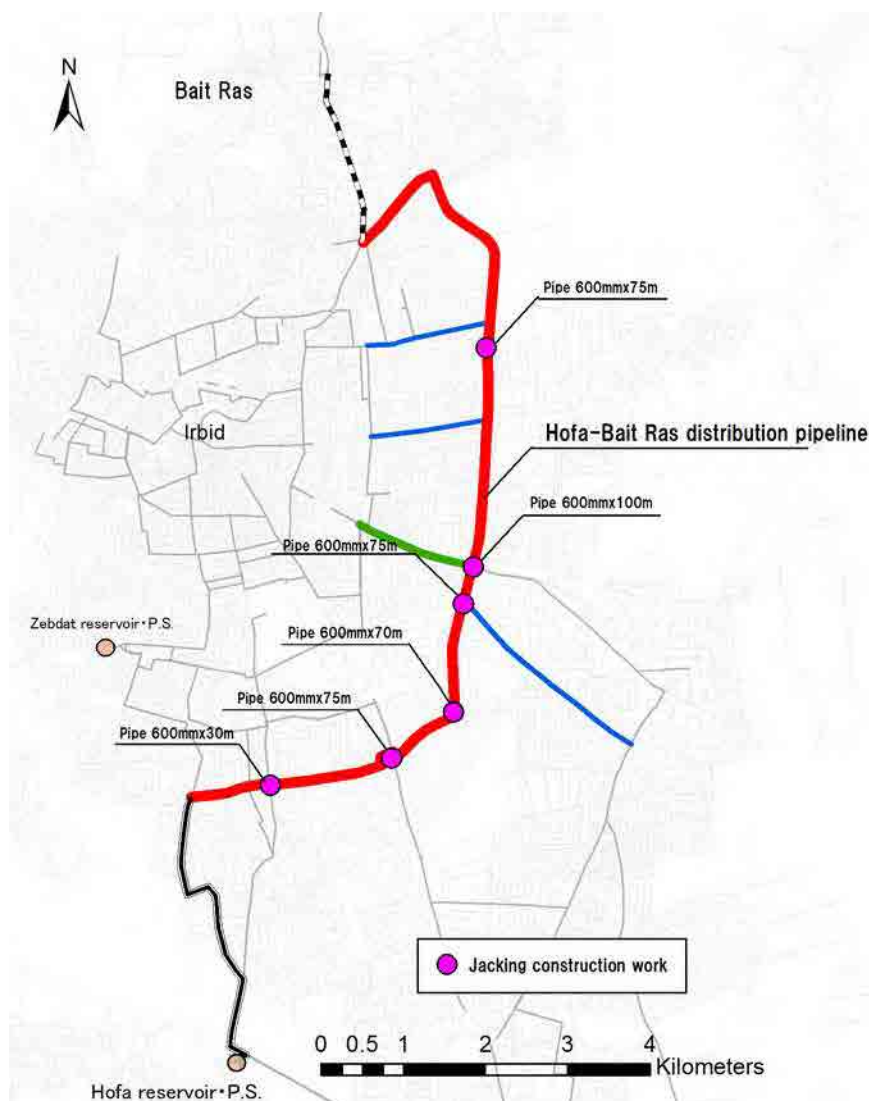 N
Bait Ras
Pipe 600mmx75m
Irbid
Hofa-Bait Ras distribution pipeline
Pipe 600mmx100m
Pipe 600mmx75m
Zebdat reservoir・P.S.
Pipe 600mmx70m
Pipe 600mmx75m
Pipe 600mmx30m
Jacking construction work
0 0.5 1 2 3 4
Kilometers
Hofa reservoir・P.S.